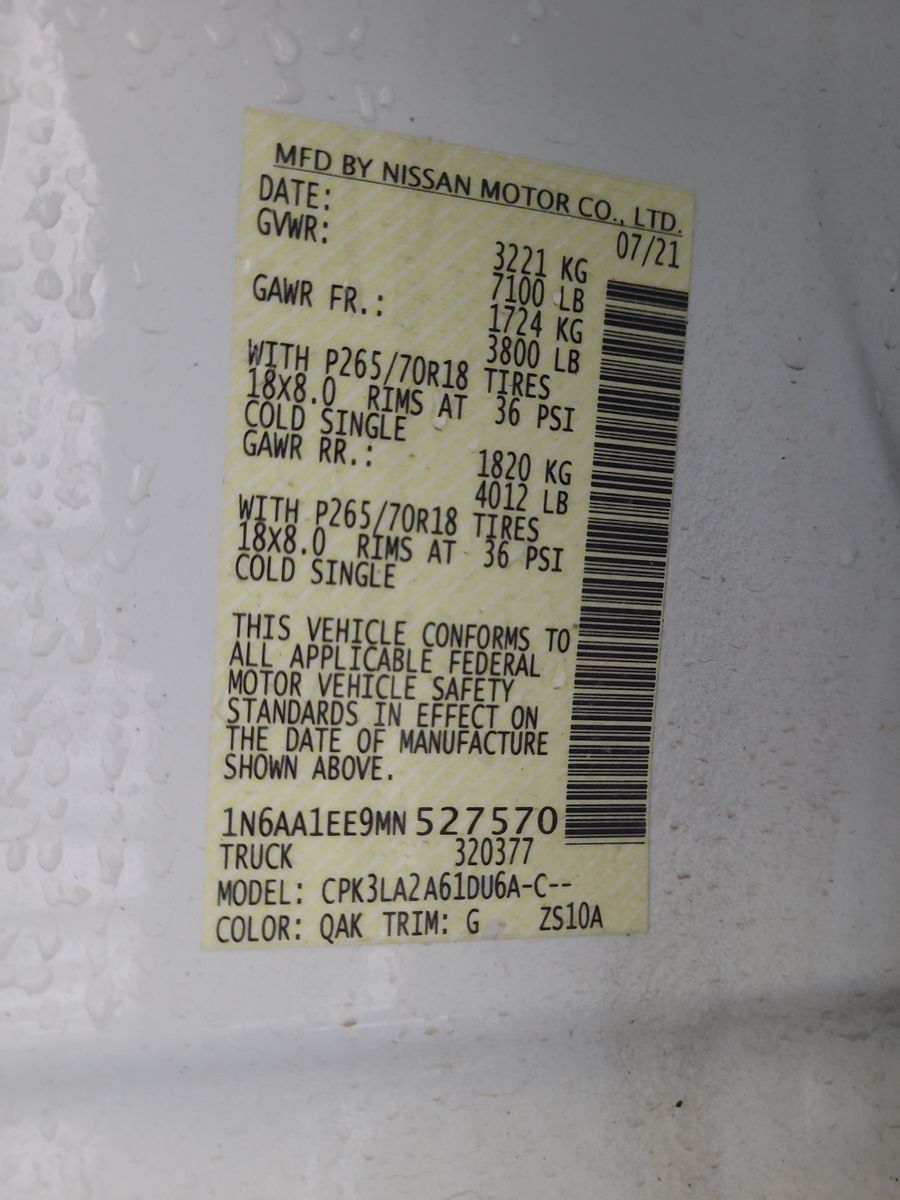 MFD BY NISSAN MOTOR CO., LTD.
DATE: 07/21
GVWR: 3221 KG
7100 LB
GAWR FR.: 1724 KG
3800 LB
WITH P265/70R18 TIRES
18X8.0 RIMS AT 36 PSI
COLD SINGLE
GAWR RR.: 1820 KG
4012 LB
WITH P265/70R18 TIRES
18X8.0 RIMS AT 36 PSI
COLD SINGLE
THIS VEHICLE CONFORMS TO
ALL APPLICABLE FEDERAL
MOTOR VEHICLE SAFETY
STANDARDS IN EFFECT ON
THE DATE OF MANUFACTURE
SHOWN ABOVE.
1N6AA1EE9MN527570
TRUCK 320377
MODEL: CPK3LA2A61DU6A-C--
COLOR: QAK TRIM: G ZS10A